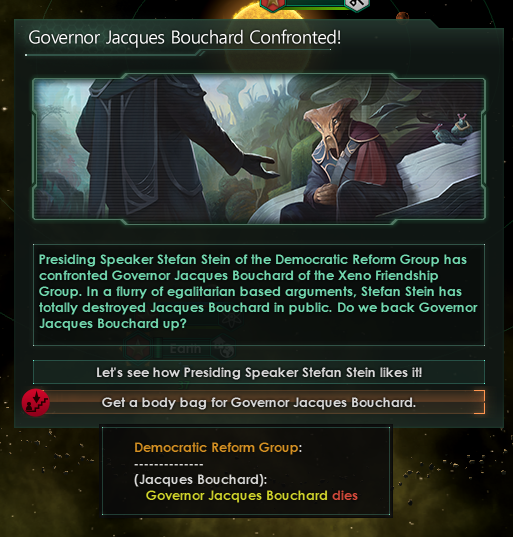 Governor Jacques Bouchard Confronted!
Presiding Speaker Stefan Stein of the Democratic Reform Group has
confronted Governor Jacques Bouchard of the Xeno Friendship
Group. In a flurry of egalitarian based arguments, Stefan Stein has
totally destroyed Jacques Bouchard in public. Do we back Governor
Jacques Bouchard up?
Earth
Let's see how Presiding Speaker Stefan Stein likes it!
Get a body bag for Governor Jacques Bouchard.
Democratic Reform Group:
--------------
(Jacques Bouchard):
Governor Jacques Bouchard dies